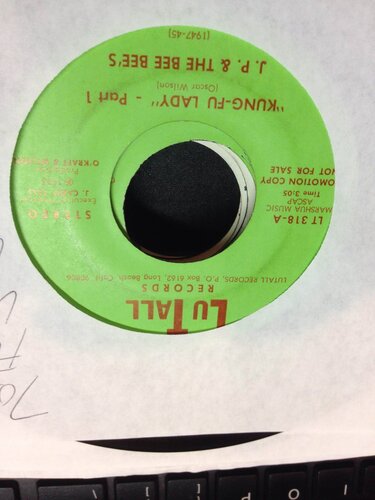 LUTALL
RECORDS
LUTALL RECORDS, P.O. Box 6162, Long Beach, Calif. 90806
LT 318-A
MARSHUA MUSIC
ASCAP
Time 3:05
PROMOTION COPY
NOT FOR SALE
STEREO
"KUNG-FU LADY" - Part 1
[Oscar Wilson]
J. P. & THE BEE BEE'S
[1947-45]